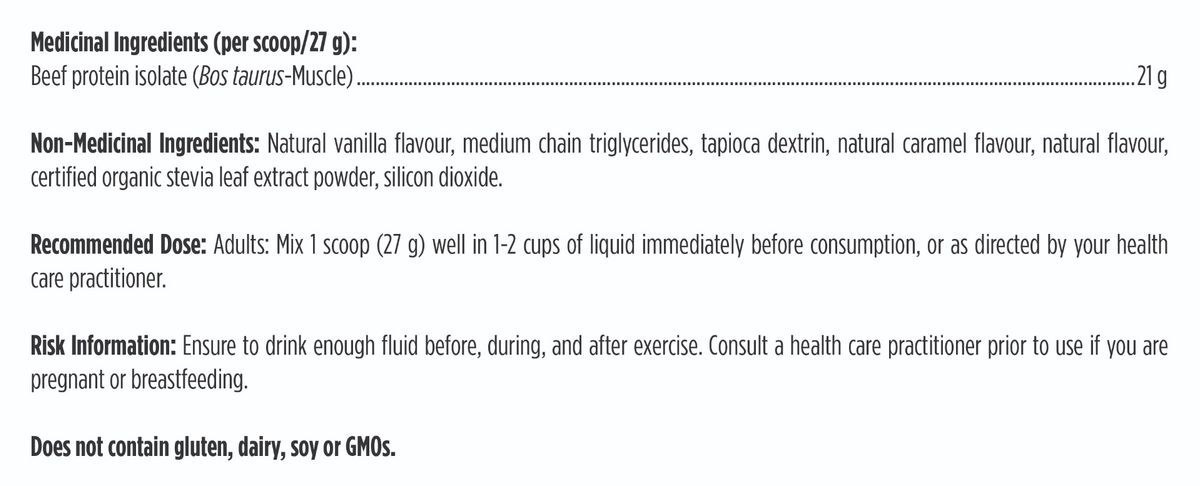 Medicinal Ingredients (per scoop/27 g):
Beef protein isolate (Bos taurus-Muscle)........................................................................................................................21 g
Non-Medicinal Ingredients: Natural vanilla flavour, medium chain triglycerides, tapioca dextrin, natural caramel flavour, natural flavour,
certified organic stevia leaf extract powder, silicon dioxide.
Recommended Dose: Adults: Mix 1 scoop (27 g) well in 1-2 cups of liquid immediately before consumption, or as directed by your health
care practitioner.
Risk Information: Ensure to drink enough fluid before, during, and after exercise. Consult a health care practitioner prior to use if you are
pregnant or breastfeeding.
Does not contain gluten, dairy, soy or GMOs.